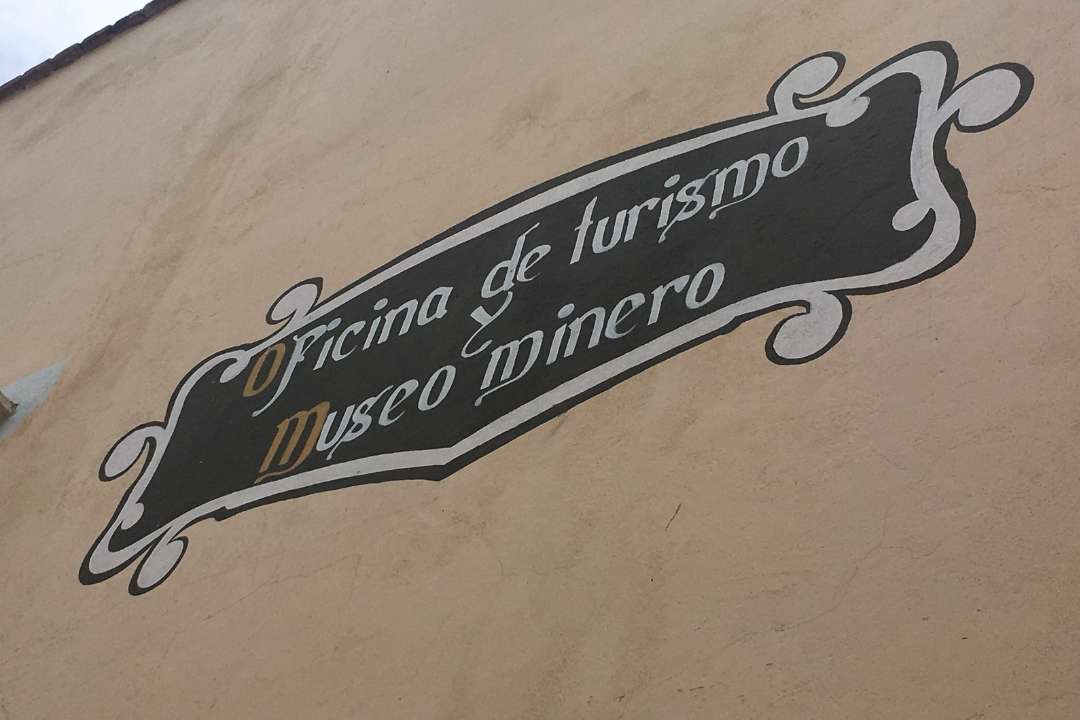 Oficina de turismo
Museo minero